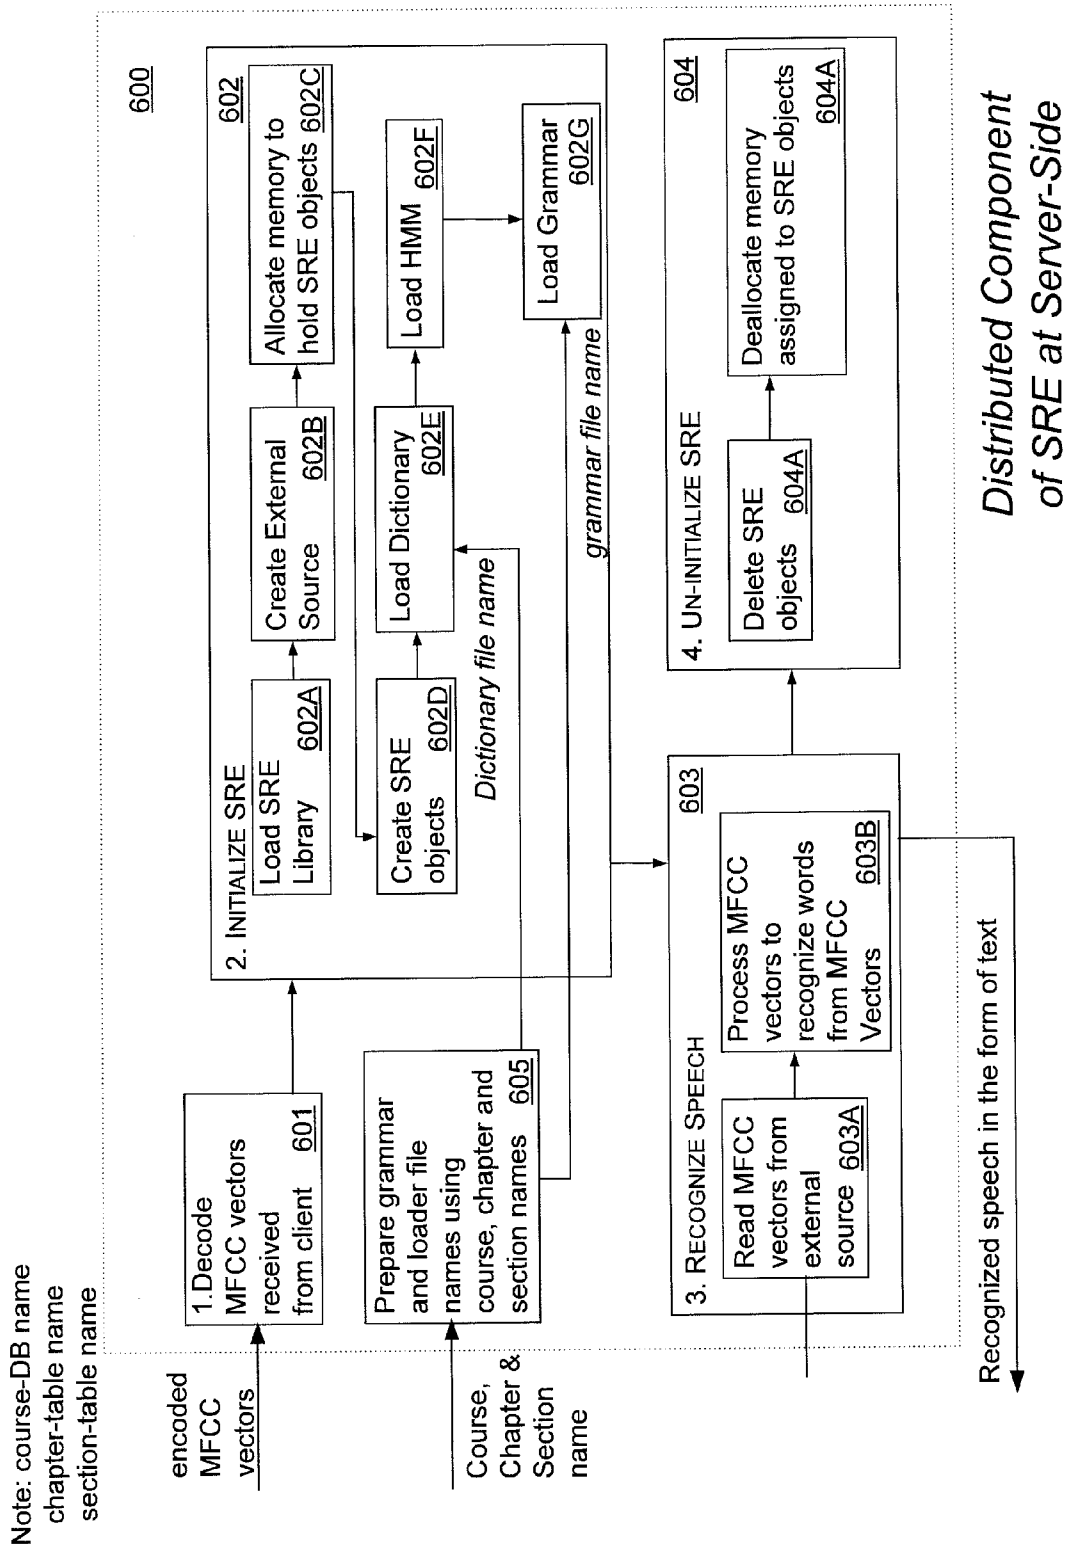 Note: course-DB name
chapter-table name
section-table name
600
encoded
MFCC
vectors
1.Decode
MFCC vectors
received
from client 601
2. INITIALIZE SRE
602
Load SRE
Library 602A
Create External
Source 602B
Allocate memory to
hold SRE objects 602C
Create SRE
objects 602D
Load Dictionary
602E
Load HMM
602F
Dictionary file name
Load Grammar
602G
grammar file name
Course,
Chapter &
Section
name
Prepare grammar
and loader file
names using
course, chapter and
section names 605
3. RECOGNIZE SPEECH
603
Read MFCC
vectors from
external
source 603A
Process MFCC
vectors to
recognize words
from MFCC
Vectors 603B
4. UN-INITIALIZE SRE
604
Delete SRE
objects 604A
Deallocate memory
assigned to SRE objects
604A
Recognized speech in the form of text
Distributed Component
of SRE at Server-Side